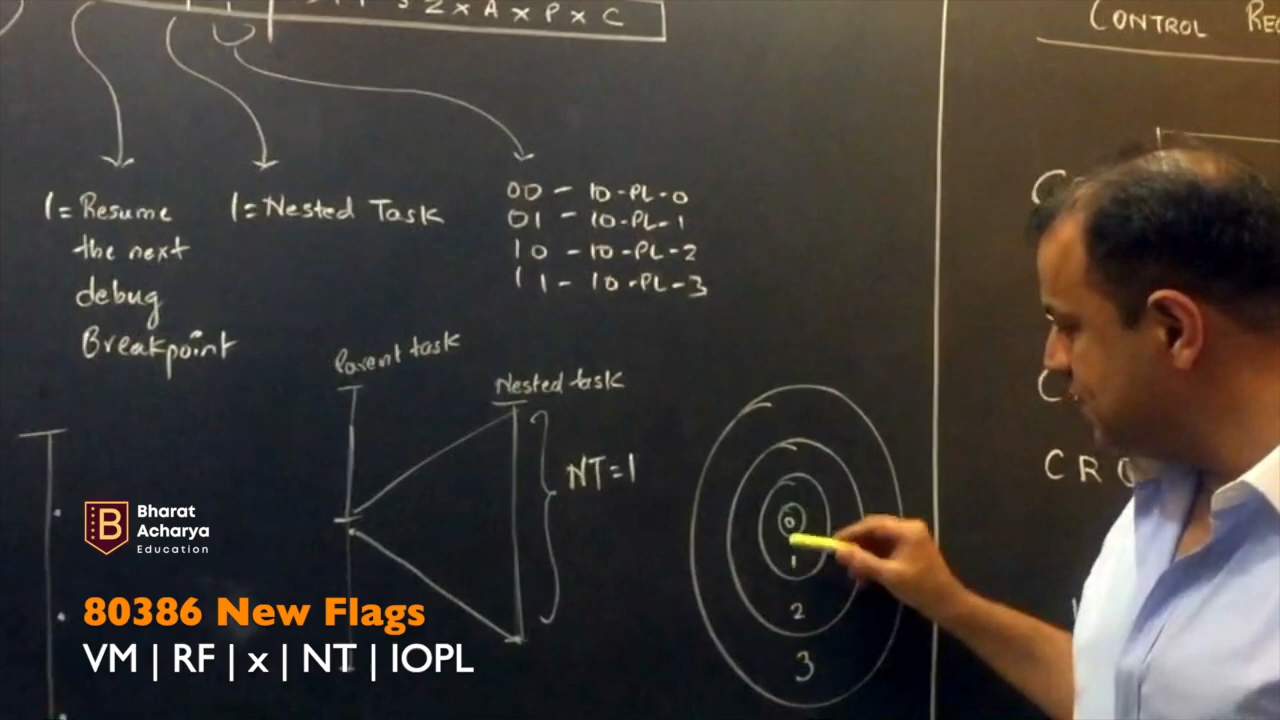 S Z x A x P x C
CONTROL
1 = Resume
the next
debug
Breakpoint
1 = Nested Task
00 - IO-PL-0
01 - IO-PL-1
10 - IO-PL-2
11 - IO-PL-3
Parent task
Nested task
NT=1
0
1
2
3
Bharat
Acharya
Education
80386 New Flags
VM | RF | x | NT | IOPL